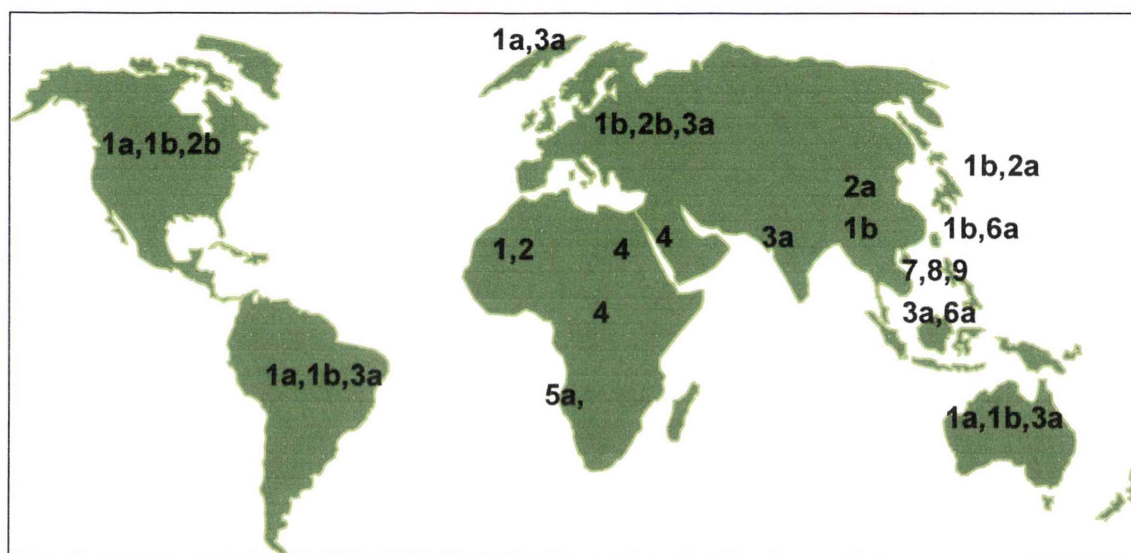 1a,3a
1b,2b,3a
1a,1b,2b
1b,2a
2a
1b
1b,6a
3a
4
4
1,2
7,8,9
4
3a,6a
1a,1b,3a
5a,
1a,1b,3a